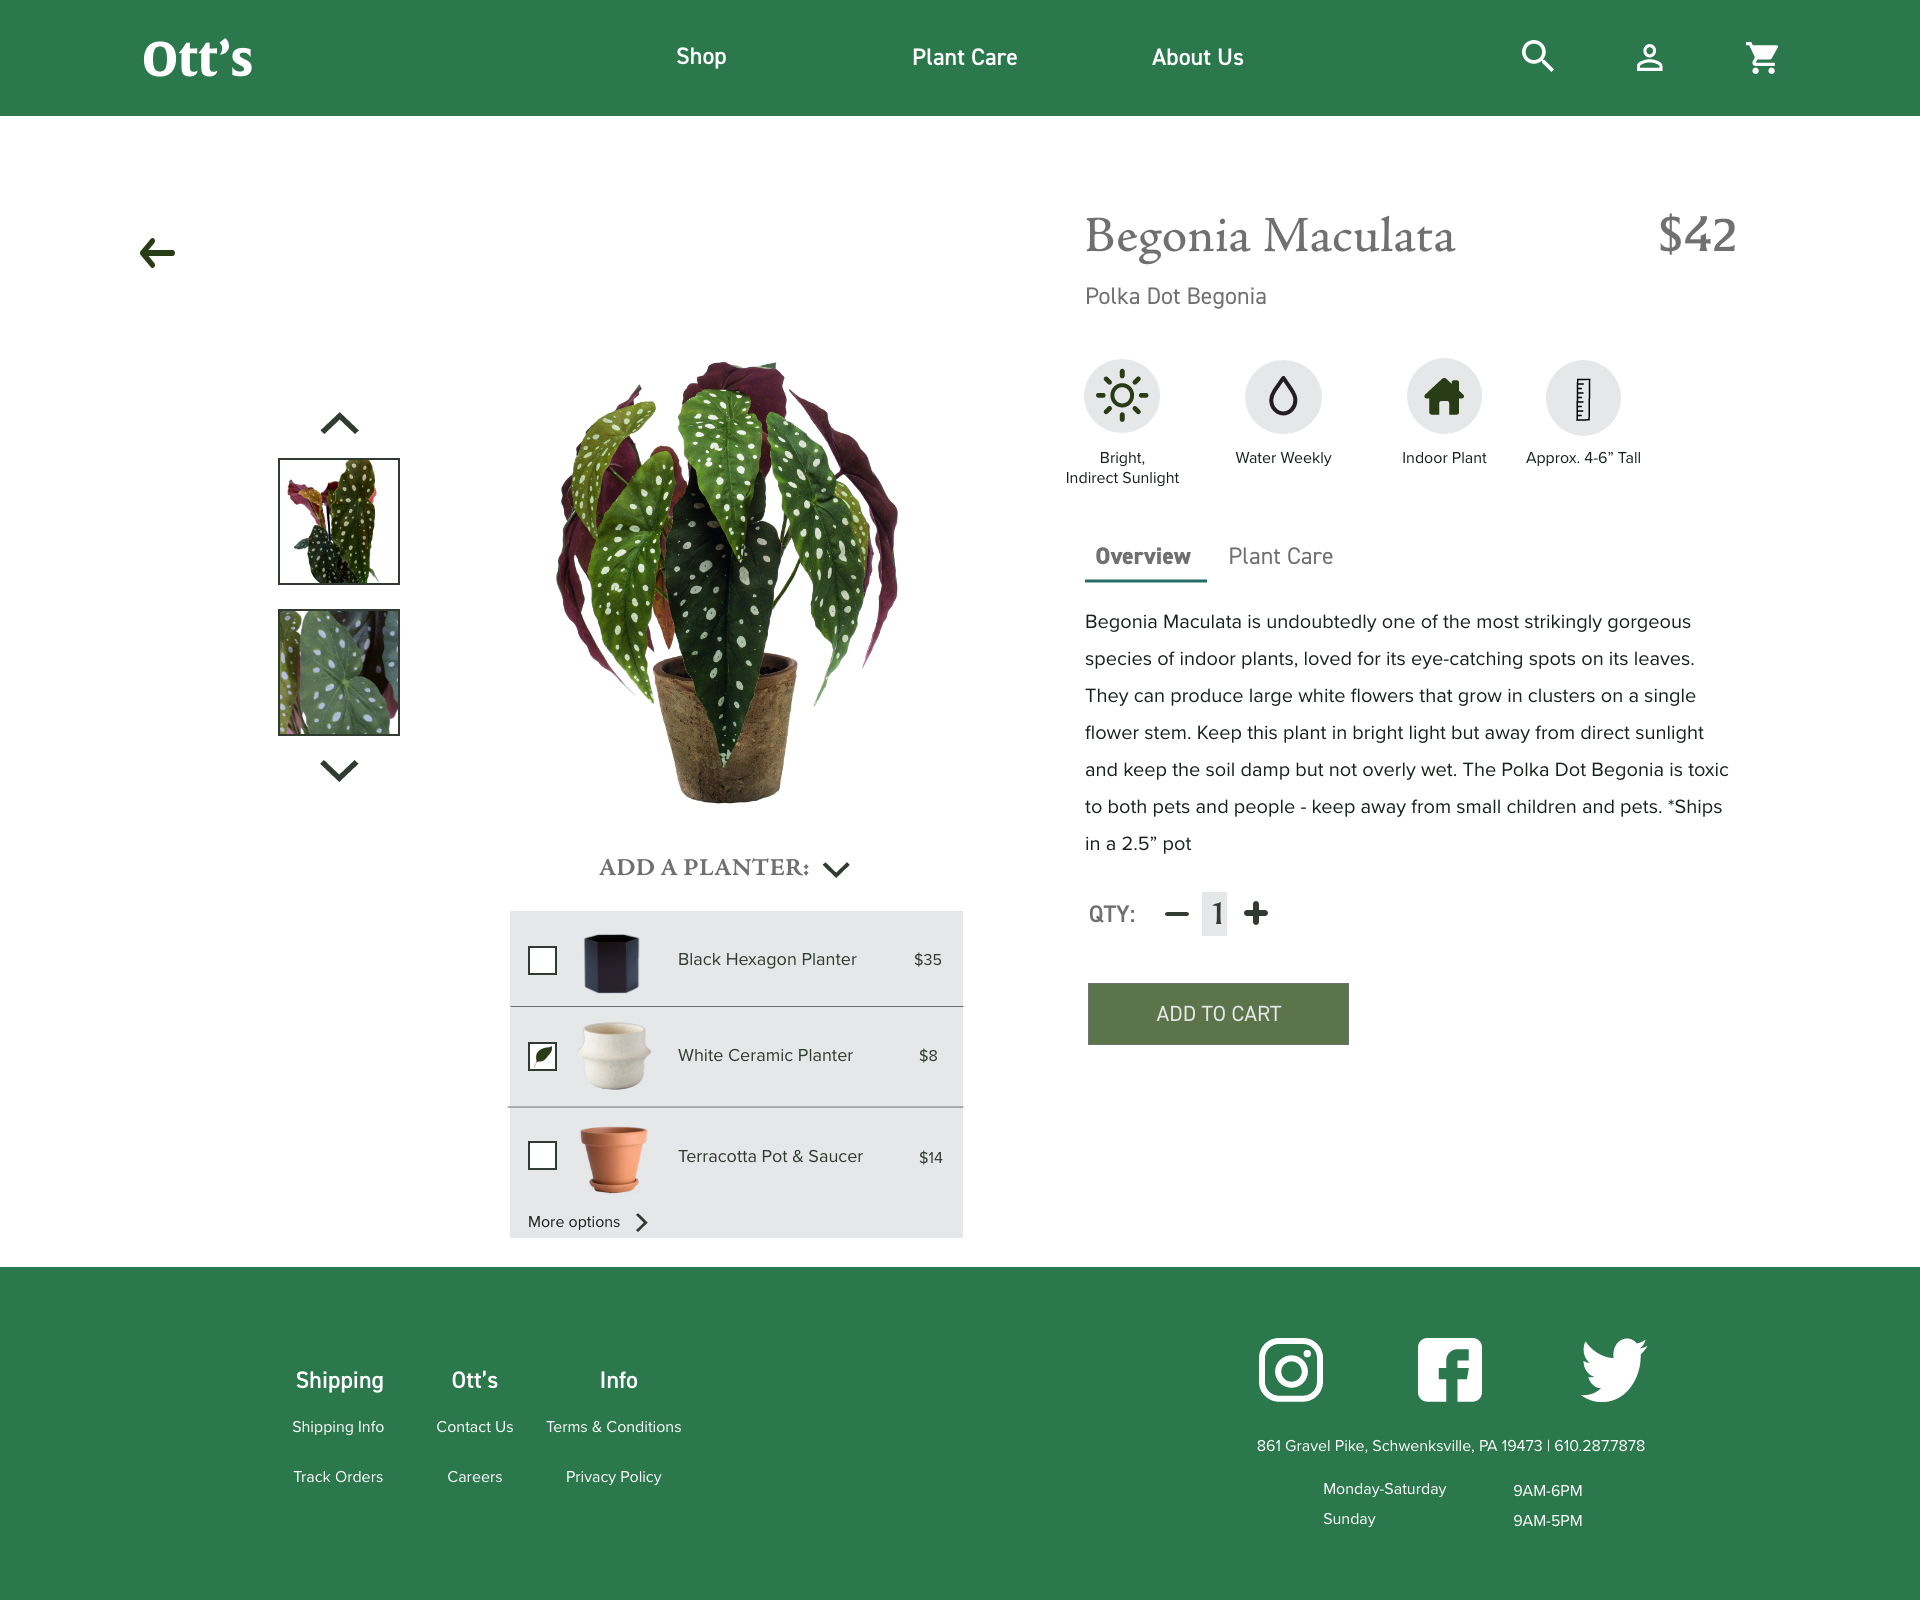 Ott’s
Shop
Plant Care
About Us
Begonia Maculata
$42
Polka Dot Begonia
Bright,
Indirect Sunlight
Water Weekly
Indoor Plant
Approx. 4-6” Tall
Overview
Plant Care
Begonia Maculata is undoubtedly one of the most strikingly gorgeous
species of indoor plants, loved for its eye-catching spots on its leaves.
They can produce large white flowers that grow in clusters on a single
flower stem. Keep this plant in bright light but away from direct sunlight
and keep the soil damp but not overly wet. The Polka Dot Begonia is toxic
to both pets and people - keep away from small children and pets. *Ships
in a 2.5” pot
QTY:
1
ADD TO CART
ADD A PLANTER:
Black Hexagon Planter
$35
White Ceramic Planter
$8
Terracotta Pot & Saucer
$14
More options
Shipping
Shipping Info
Track Orders
Ott’s
Contact Us
Careers
Info
Terms & Conditions
Privacy Policy
861 Gravel Pike, Schwenksville, PA 19473 | 610.287.7878
Monday-Saturday
9AM-6PM
Sunday
9AM-5PM